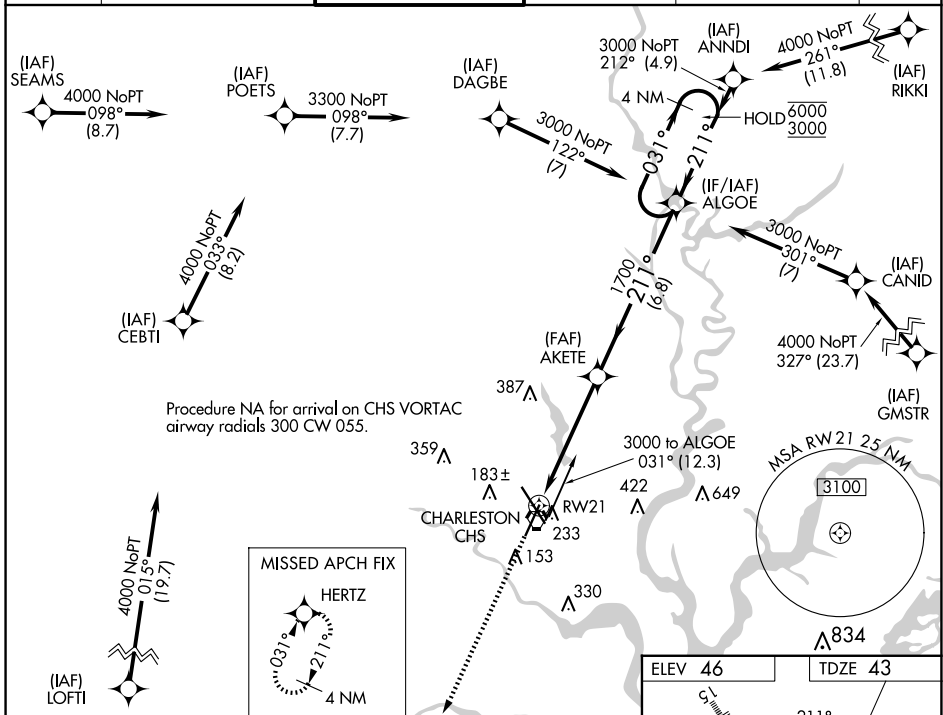 (IAF)
SEAMS
4000 NoPT
098°
(8.7)
(IAF)
POETS
3300 NoPT
098°
(7.7)
(IAF)
DAGBE
3000 NoPT
122°
(7)
3000 NoPT
212° (4.9)
(IAF)
ANNDI
4000 NoPT
261°
(11.8)
(IAF)
RIKKI
4 NM
HOLD 6000
3000
031°
211°
(IF/IAF)
ALGOE
3000 NoPT
301°
(7)
(IAF)
CANID
4000 NoPT
033°
(8.2)
(IAF)
CEBTI
1700
211°
(6.8)
4000 NoPT
327° (23.7)
(IAF)
GMSTR
(FAF)
AKETE
387
Procedure NA for arrival on CHS VORTAC
airway radials 300 CW 055.
359
183±
3000 to ALGOE
031° (12.3)
422
649
MSA RW21 25 NM
3100
CHARLESTON
CHS
RW21
233
153
330
834
4000 NoPT
015°
(19.7)
(IAF)
LOFTI
MISSED APCH FIX
HERTZ
031°
211°
4 NM
ELEV 46
TDZE 43
15
211°